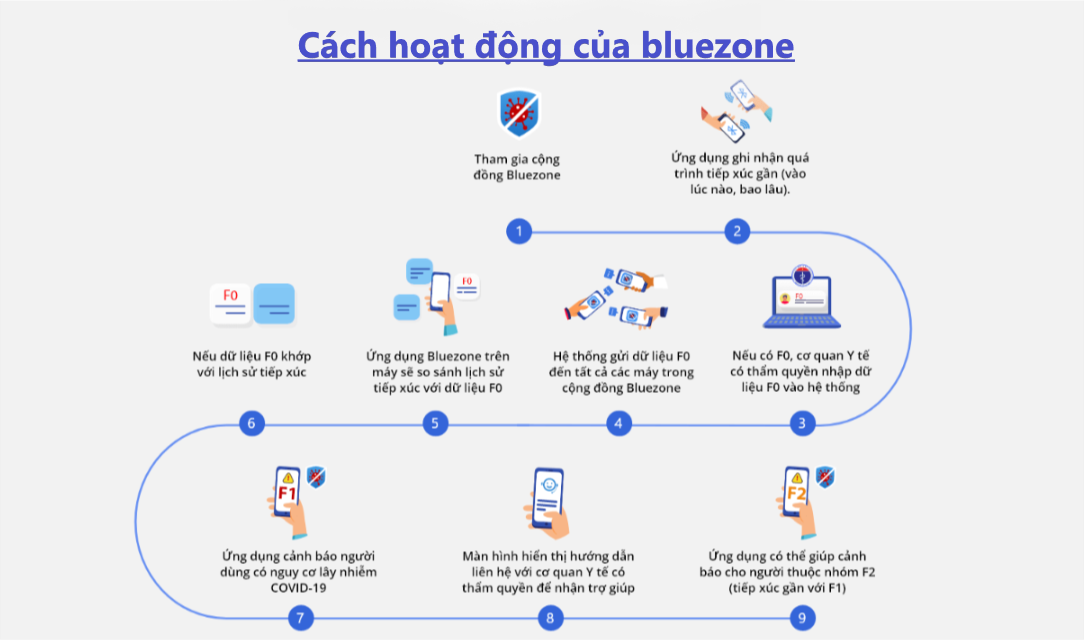 Cách hoạt động của bluezone
Tham gia cộng
đồng Bluezone
1
Ứng dụng ghi nhận quá
trình tiếp xúc gần (vào
lúc nào, bao lâu).
2
F0
Nếu có F0, cơ quan Y tế
có thẩm quyền nhập dữ
liệu F0 vào hệ thống
3
Hệ thống gửi dữ liệu F0
đến tất cả các máy trong
cộng đồng Bluezone
4
F0
Ứng dụng Bluezone trên
máy sẽ so sánh lịch sử
tiếp xúc với dữ liệu F0
5
F0
Nếu dữ liệu F0 khớp
với lịch sử tiếp xúc
6
F1
Ứng dụng cảnh báo người
dùng có nguy cơ lây nhiễm
COVID-19
7
Màn hình hiển thị hướng dẫn
liên hệ với cơ quan Y tế có
thẩm quyền để nhận trợ giúp
8
F2
Ứng dụng có thể giúp cảnh
báo cho người thuộc nhóm F2
(tiếp xúc gần với F1)
9